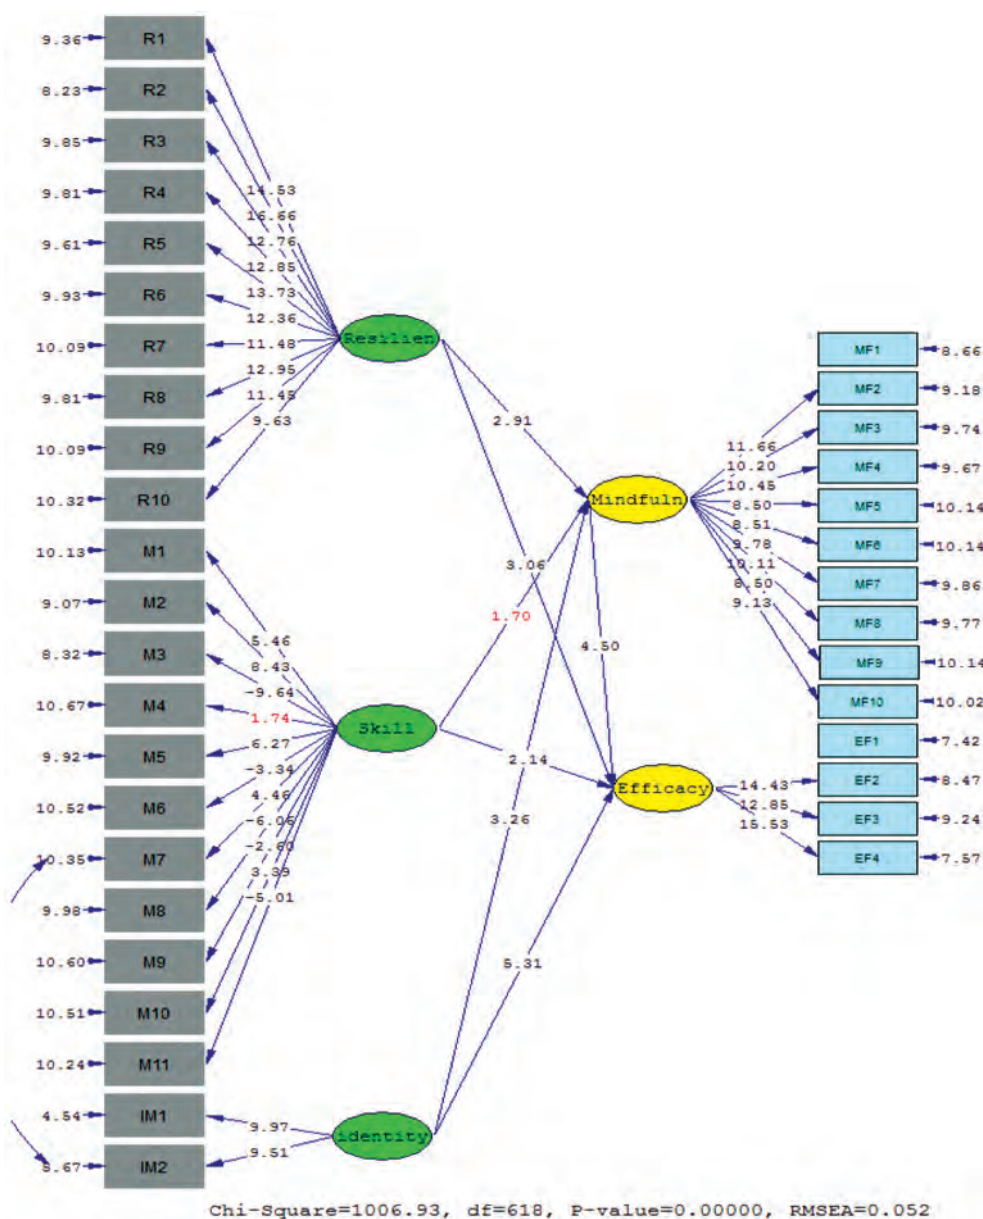 9.36 R1
8.23 R2
9.85 R3
9.81 R4
9.61 R5
9.93 R6
10.09 R7
9.81 R8
10.09 R9
10.32 R10
10.13 M1
9.07 M2
8.32 M3
10.67 M4
9.92 M5
10.52 M6
10.35 M7
9.98 M8
10.60 M9
10.51 M10
10.24 M11
4.54 IM1
.67 IM2
14.53
16.66
12.76
12.85
13.73
12.36
11.48
12.95
11.45
9.63
5.46
8.43
-9.64
1.74
6.27
-3.34
4.46
-6.06
-2.60
3.39
-5.01
9.97
9.51
Resilien
Skill
identity
2.91
3.06
1.70
4.50
2.14
3.26
5.31
Mindfuln
Efficacy
11.66
10.20
10.45
8.50
8.51
9.78
10.11
8.50
9.13
14.43
12.85
15.53
MF1 8.66
MF2 9.18
MF3 9.74
MF4 9.67
MF5 10.14
MF6 10.14
MF7 9.86
MF8 9.77
MF9 10.14
MF10 10.02
EF1 7.42
EF2 8.47
EF3 9.24
EF4 7.57
Chi-Square=1006.93, df=618, P-value=0.00000, RMSEA=0.052